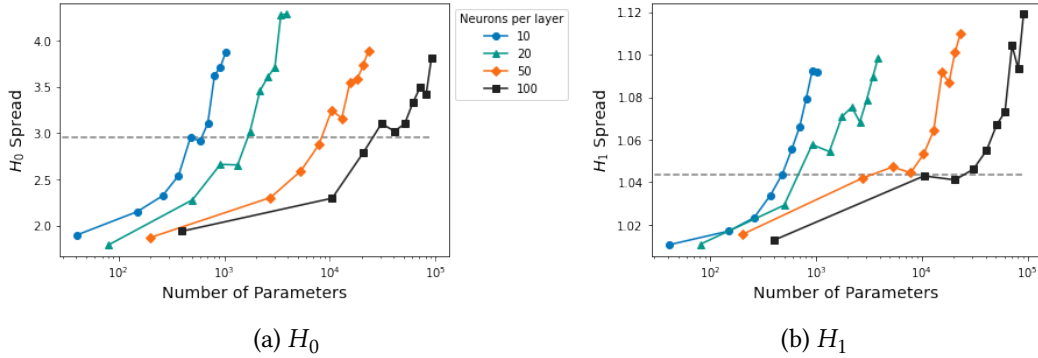 4.0
3.5
3.0
2.5
2.0
H₀ Spread
10² 10³ 10⁴ 10⁵
Number of Parameters
Neurons per layer
10
20
50
100
1.12
1.10
1.08
1.06
1.04
1.02
H₁ Spread
10² 10³ 10⁴ 10⁵
Number of Parameters
(a) H₀
(b) H₁